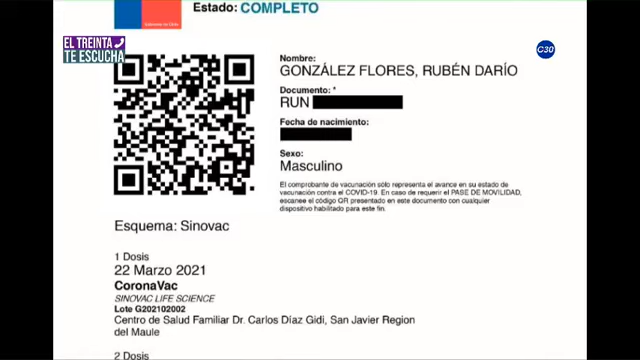 Estado: COMPLETO
Gobierno de Chile
EL TREINTA
TE ESCUCHA
C30
Nombre:
GONZÁLEZ FLORES, RUBÉN DARÍO
Documento: *
RUN
Fecha de nacimiento:
Sexo:
Masculino
El comprobante de vacunación sólo representa el avance en su estado de
vacunación contra el COVID-19. En caso de requerir el PASE DE MOVILIDAD,
escanee el código QR presentado en este documento con cualquier
dispositivo habilitado para este fin.
Esquema: Sinovac
1 Dosis
22 Marzo 2021
CoronaVac
SINOVAC LIFE SCIENCE
Lote G202102002
Centro de Salud Familiar Dr. Carlos Díaz Gidi, San Javier Region
del Maule
2 Dosis